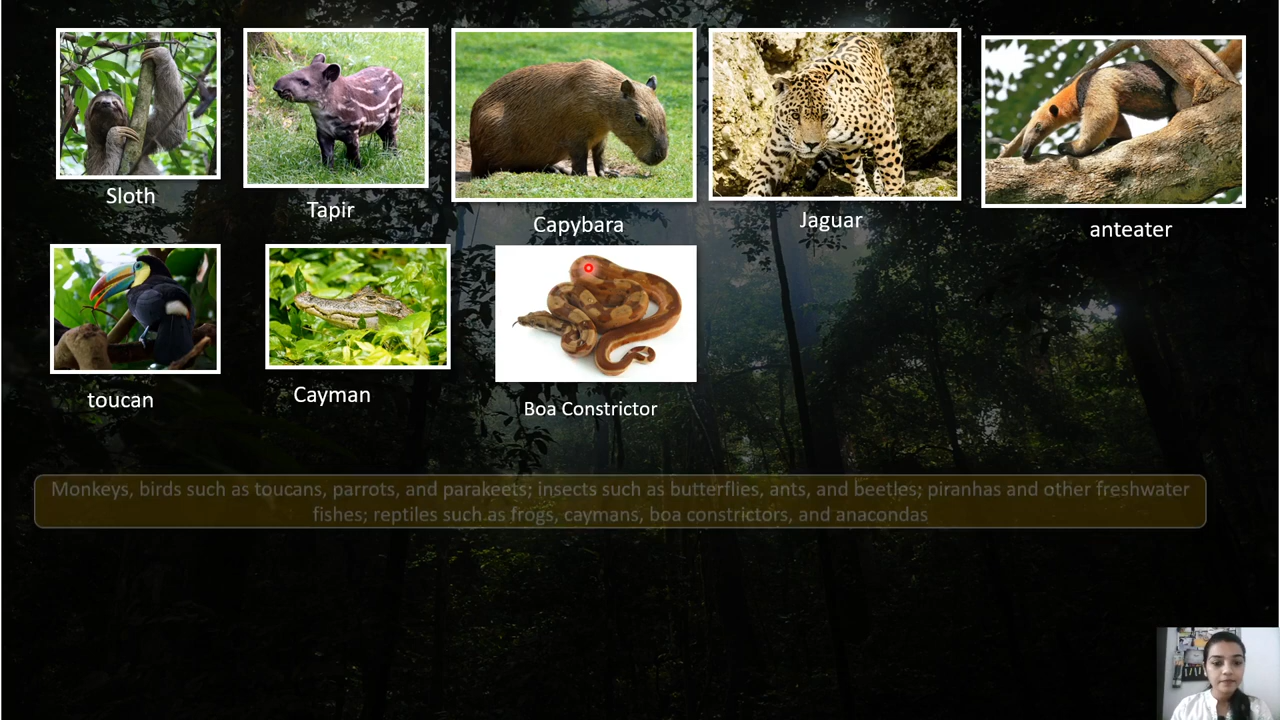 Sloth
Tapir
Capybara
Jaguar
anteater
toucan
Cayman
Boa Constrictor
Monkeys, birds such as toucans, parrots, and parakeets; insects such as butterflies, ants, and beetles; piranhas and other freshwater
fishes; reptiles such as frogs, caymans, boa constrictors, and anacondas